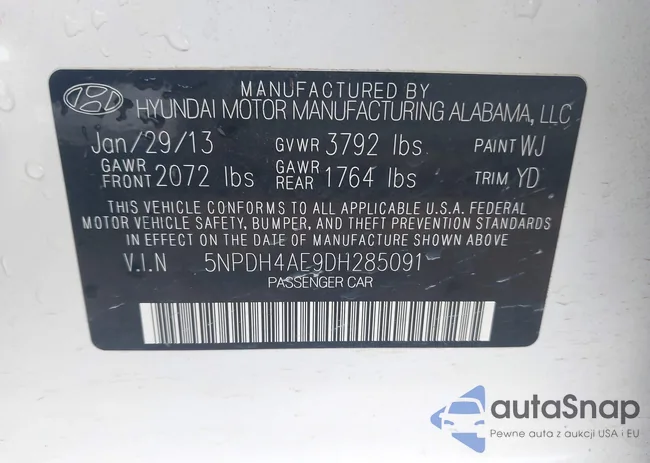 MANUFACTURED BY
HYUNDAI MOTOR MANUFACTURING ALABAMA, LLC
Jan/29/13 GVWR 3792 lbs PAINT WJ
GAWR FRONT 2072 lbs GAWR REAR 1764 lbs TRIM YD
THIS VEHICLE CONFORMS TO ALL APPLICABLE U.S.A. FEDERAL
MOTOR VEHICLE SAFETY, BUMPER, AND THEFT PREVENTION STANDARDS
IN EFFECT ON THE DATE OF MANUFACTURE SHOWN ABOVE.
V.I.N 5NPDH4AE9DH285091
PASSENGER CAR
autaSnap
Pewne auta z aukcji USA i EU